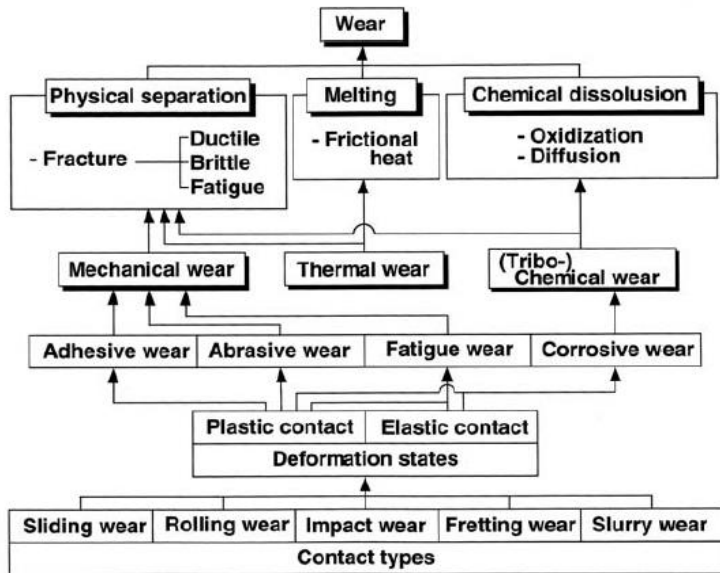 Wear
Physical separation
Melting
Chemical dissolusion
- Fracture
Ductile
Brittle
Fatigue
- Frictional
heat
- Oxidization
- Diffusion
Mechanical wear
Thermal wear
(Tribo-)
Chemical wear
Adhesive wear
Abrasive wear
Fatigue wear
Corrosive wear
Plastic contact
Elastic contact
Deformation states
Sliding wear
Rolling wear
Impact wear
Fretting wear
Slurry wear
Contact types